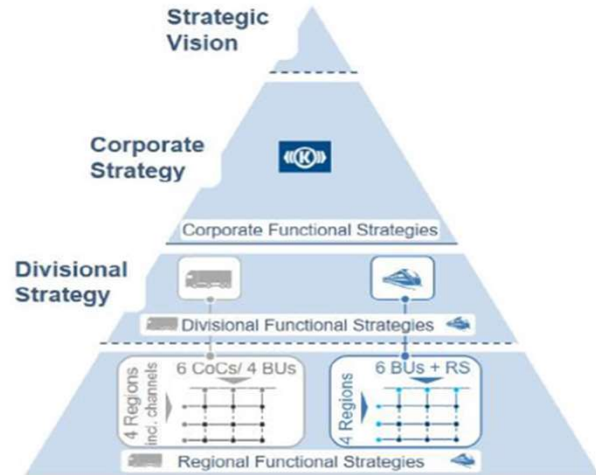 Strategic
Vision
Corporate
Strategy
K
Corporate Functional Strategies
Divisional
Strategy
Divisional Functional Strategies
4 Regions
incl. channels
6 CoCs/ 4 BUs
4 Regions
6 BUs + RS
Regional Functional Strategies